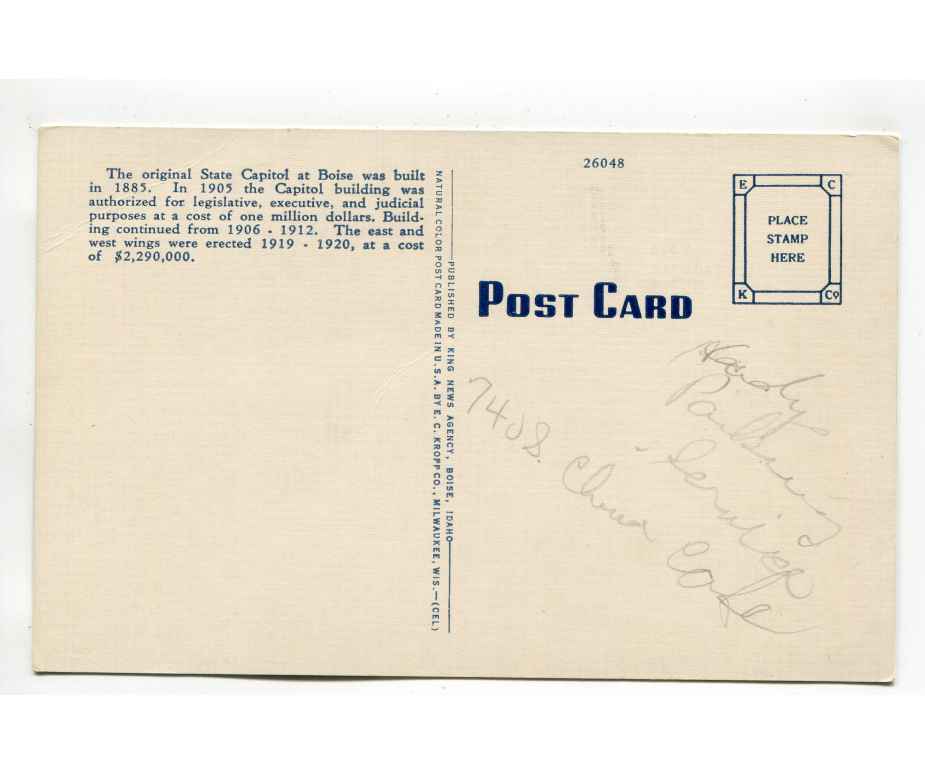 The original State Capitol at Boise was built
in 1885. In 1905 the Capitol building was
authorized for legislative, executive, and judicial
purposes at a cost of one million dollars. Build-
ing continued from 1906 - 1912. The east and
west wings were erected 1919 - 1920, at a cost
of $2,290,000.
NATURAL COLOR POST CARD MADE IN U.S.A. BY E. C. KROPP CO., MILWAUKEE, WIS.—(CEL)
PUBLISHED BY KING NEWS AGENCY, BOISE, IDAHO
26048
E C
PLACE
STAMP
HERE
K CO
POST CARD
Service